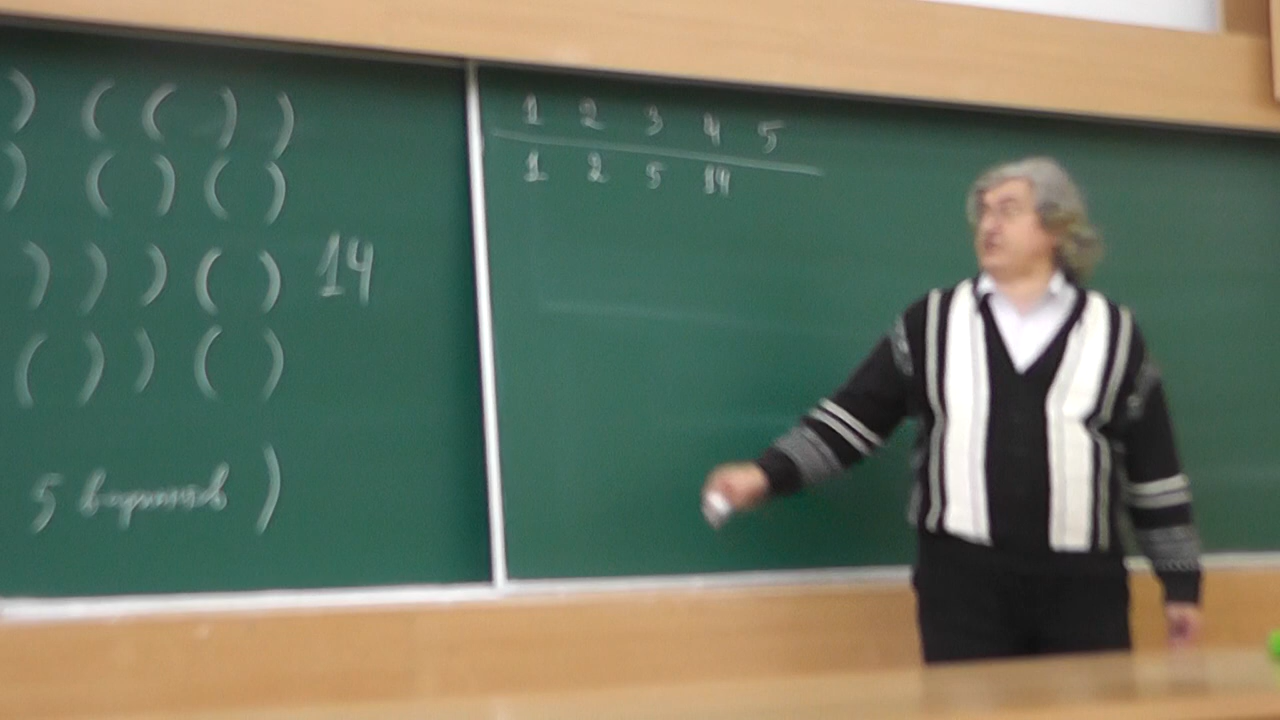 ) ( ( ) )
) ( ) ( )
) ) ) ( ) 14
( ) ) ( )
5 вариантов )
1 2 3 4 5
1 2 5 14